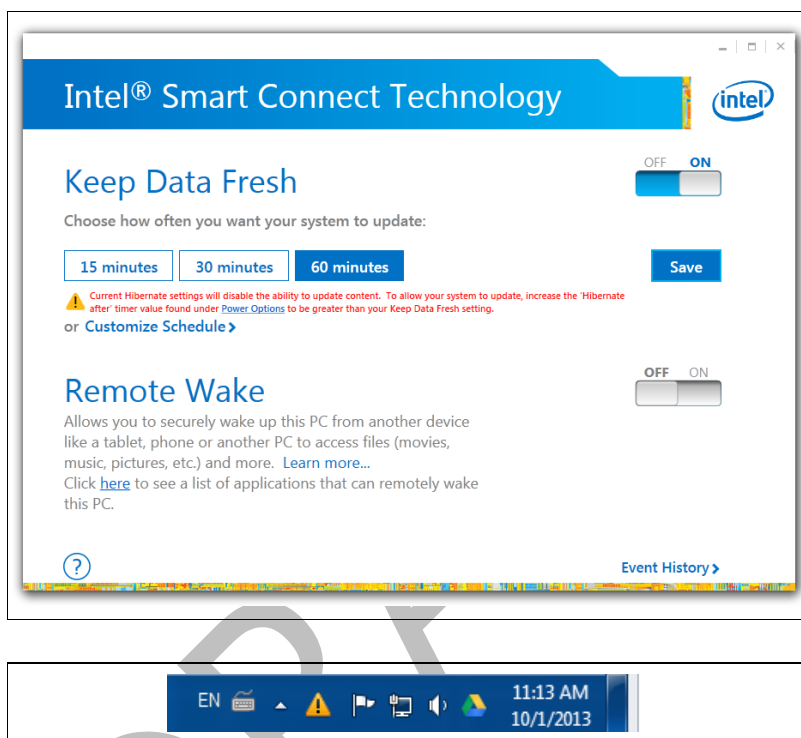 Intel® Smart Connect Technology
intel
Keep Data Fresh
OFF ON
Choose how often you want your system to update:
15 minutes 30 minutes 60 minutes Save
Current Hibernate settings will disable the ability to update content. To allow your system to update, increase the 'Hibernate
after' timer value found under Power Options to be greater than your Keep Data Fresh setting.
or Customize Schedule
Remote Wake
OFF ON
Allows you to securely wake up this PC from another device
like a tablet, phone or another PC to access files (movies,
music, pictures, etc.) and more. Learn more...
Click here to see a list of applications that can remotely wake
this PC.
?
Event History
EN 11:13 AM
10/1/2013